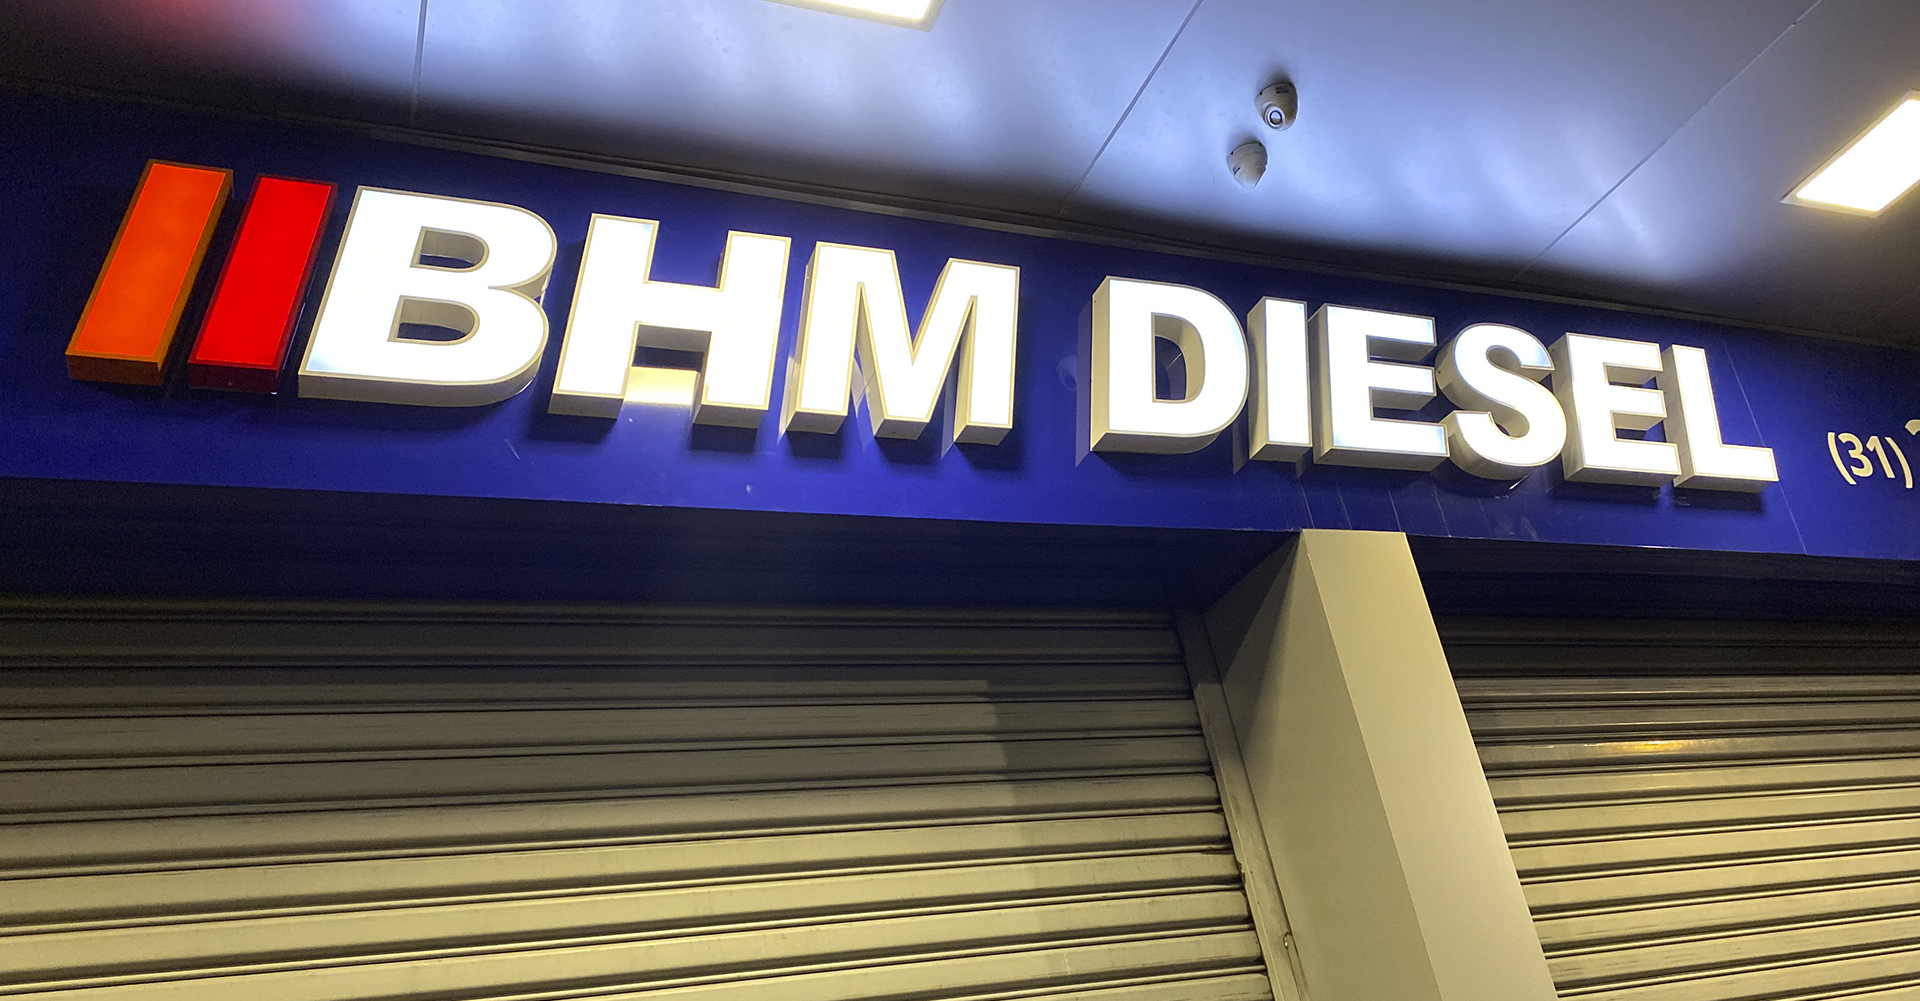 BHM DIESEL
(31)